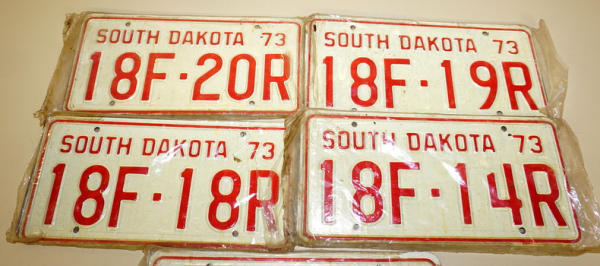 SOUTH DAKOTA 73
18F·20R
SOUTH DAKOTA 73
18F·19R
SOUTH DAKOTA 73
18F·18R
SOUTH DAKOTA 73
18F·14R